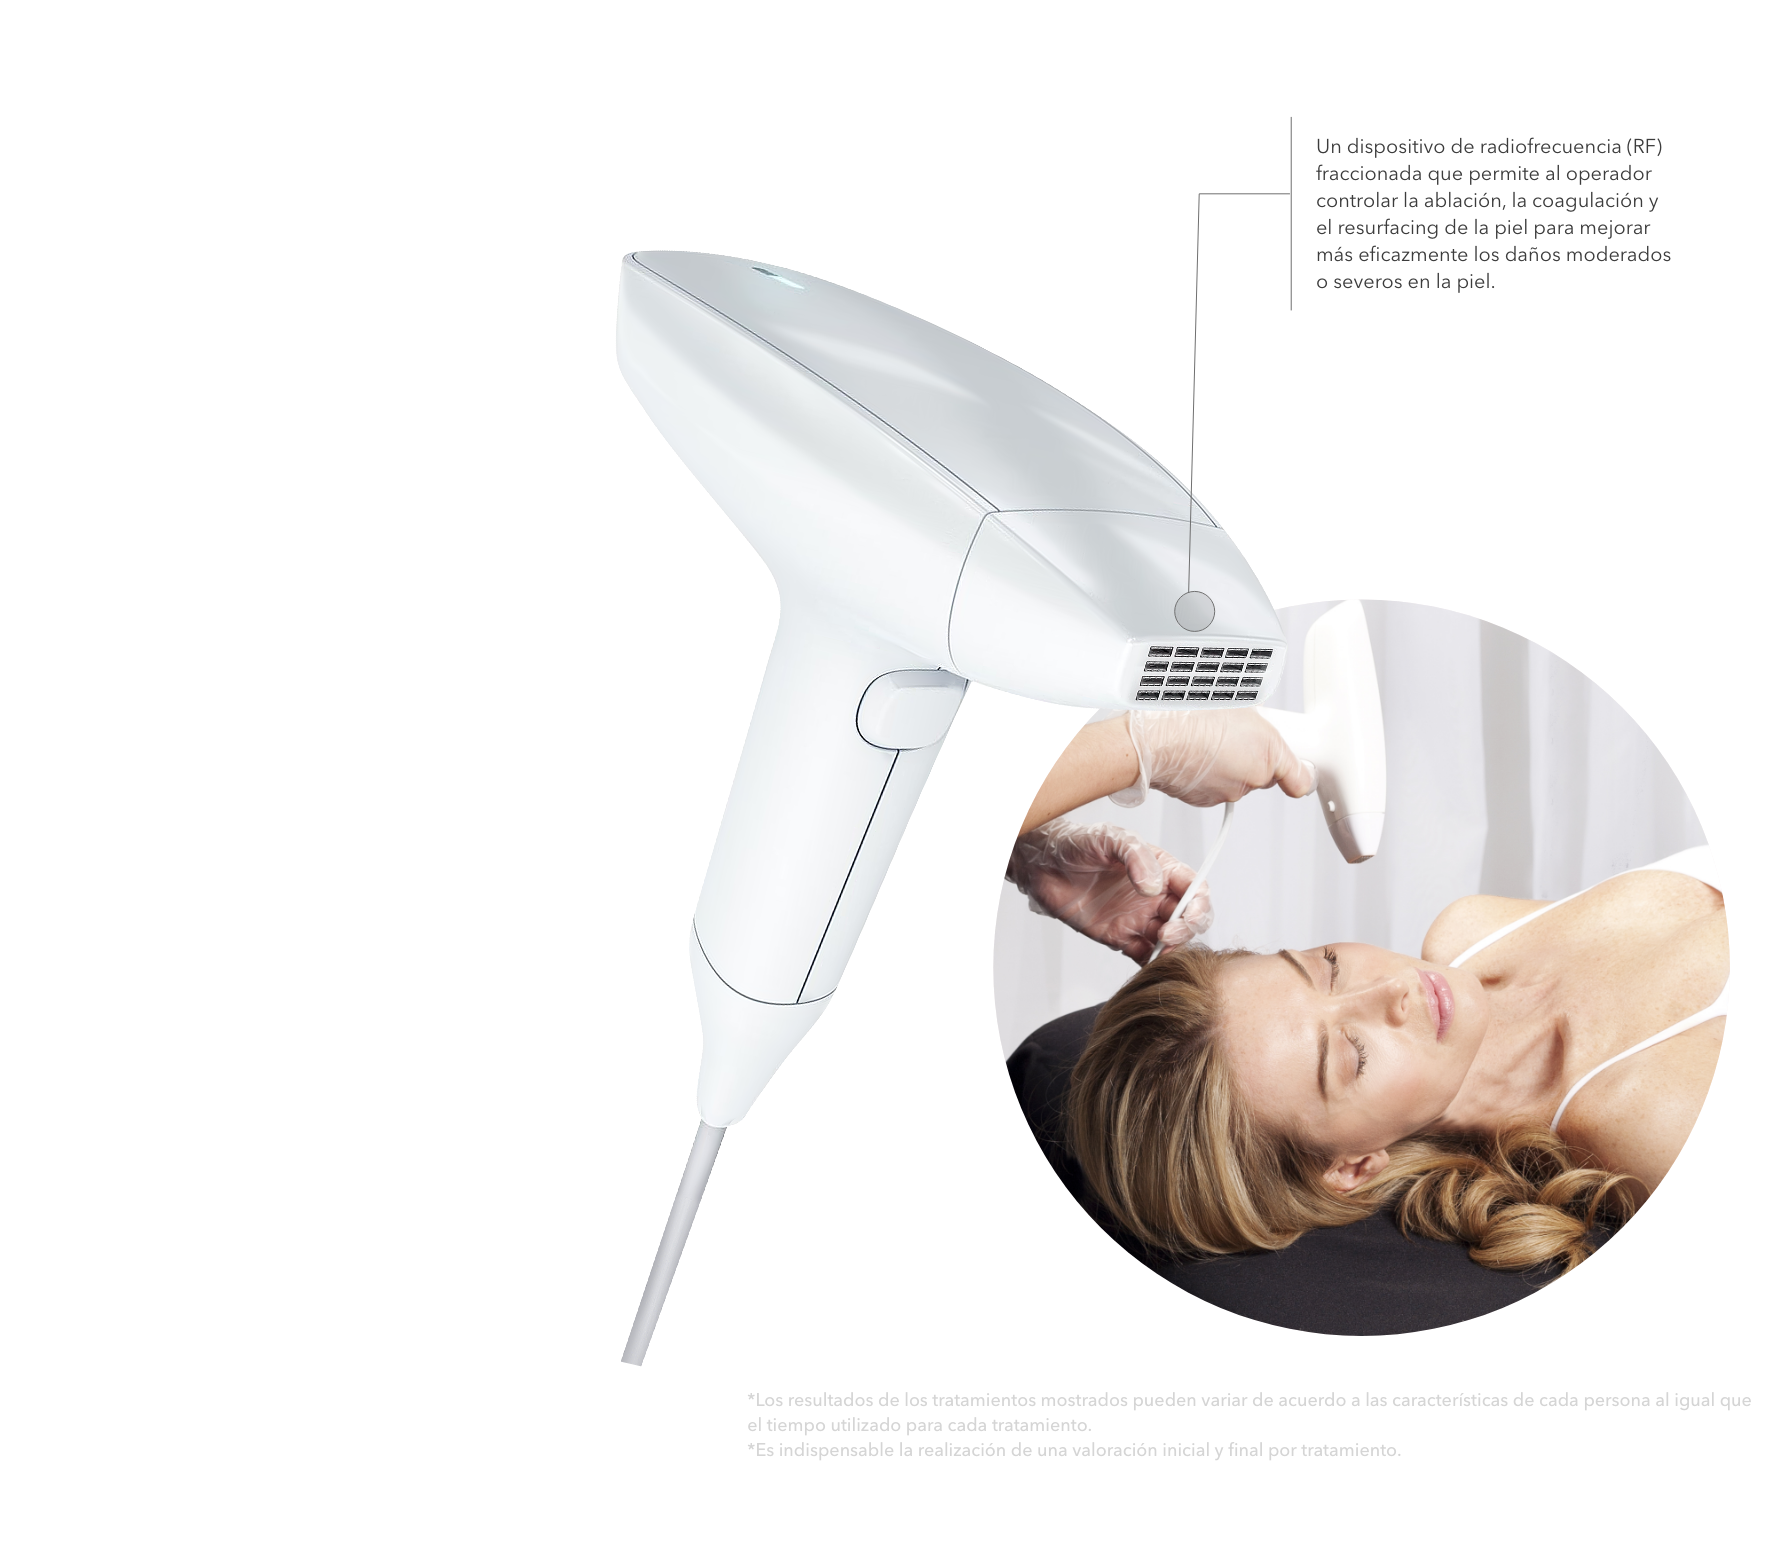 Un dispositivo de radiofrecuencia (RF)
fraccionada que permite al operador
controlar la ablación, la coagulación y
el resurfacing de la piel para mejorar
más eficazmente los daños moderados
o severos en la piel.
*Los resultados de los tratamientos mostrados pueden variar de acuerdo a las características de cada persona al igual que
el tiempo utilizado para cada tratamiento.
*Es indispensable la realización de una valoración inicial y final por tratamiento.